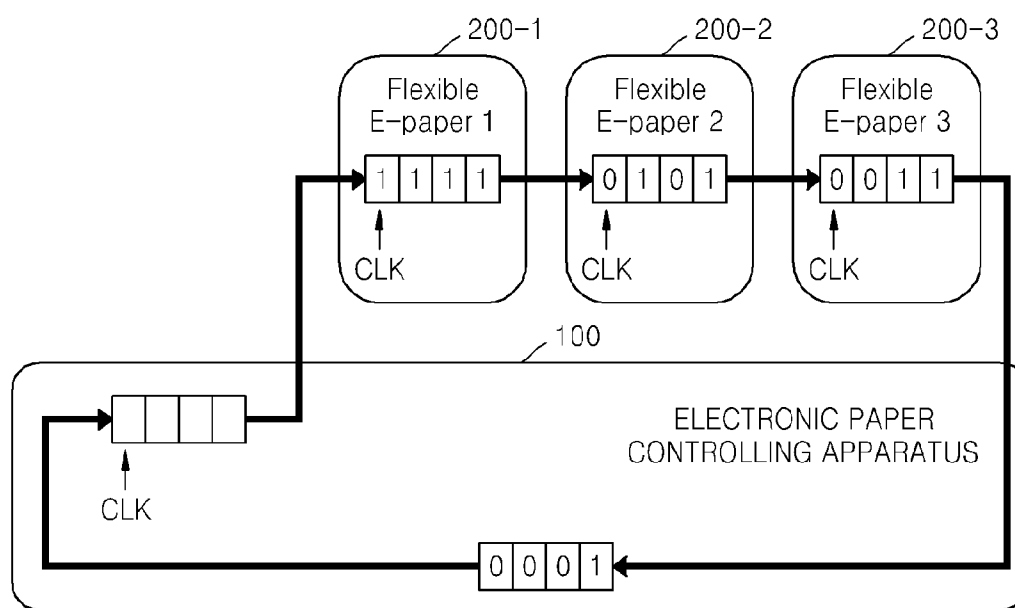 200-1
200-2
200-3
Flexible
E-paper 1
Flexible
E-paper 2
Flexible
E-paper 3
1 1 1 1
0 1 0 1
0 0 1 1
CLK
CLK
CLK
100
ELECTRONIC PAPER
CONTROLLING APPARATUS
CLK
0 0 0 1